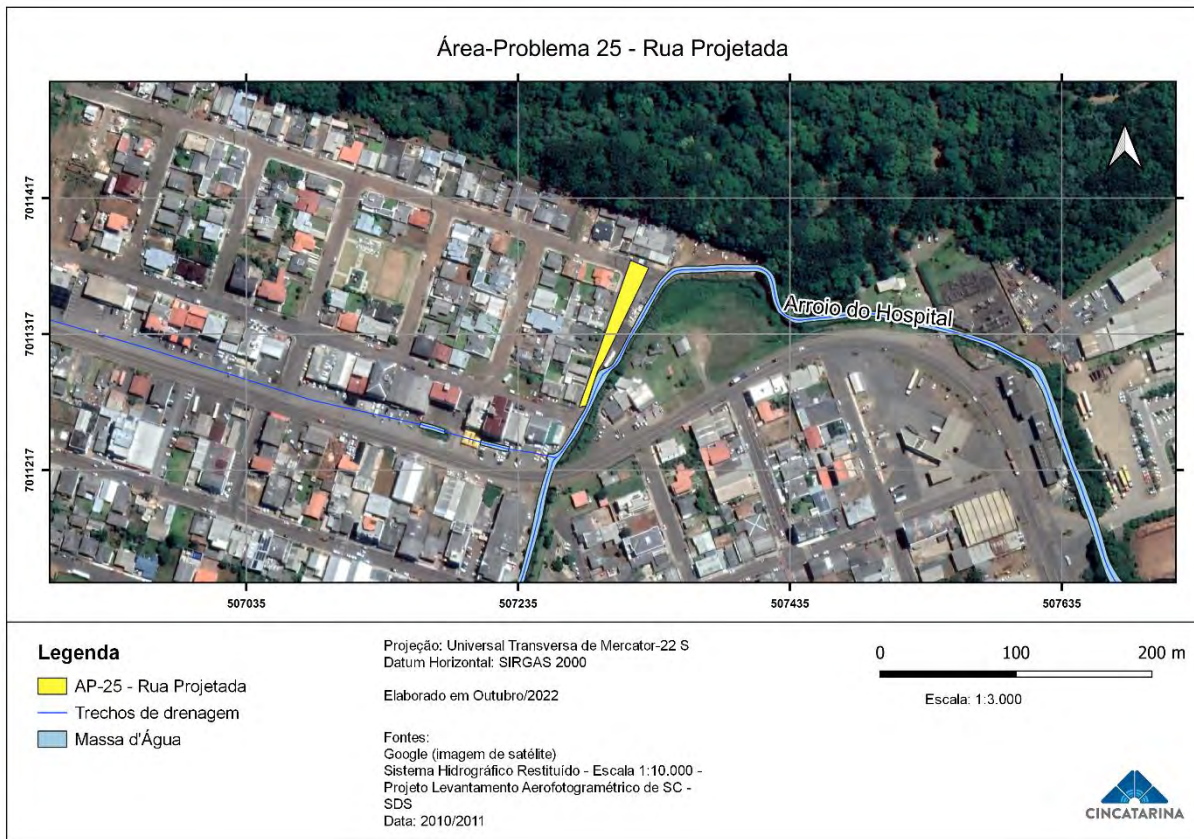 Área-Problema 25 - Rua Projetada
7011417
7011317
7011217
Arroio do Hospital
507035
507235
507435
507635
Legenda
AP-25 - Rua Projetada
Trechos de drenagem
Massa d'Água
Projeção: Universal Transversa de Mercator-22 S
Datum Horizontal: SIRGAS 2000
Elaborado em Outubro/2022
Fontes:
Google (imagem de satélite)
Sistema Hidrográfico Restituído - Escala 1:10.000 -
Projeto Levantamento Aerofotogramétrico de SC -
SDS
Data: 2010/2011
0 100 200 m
Escala: 1:3.000
CINCATARINA